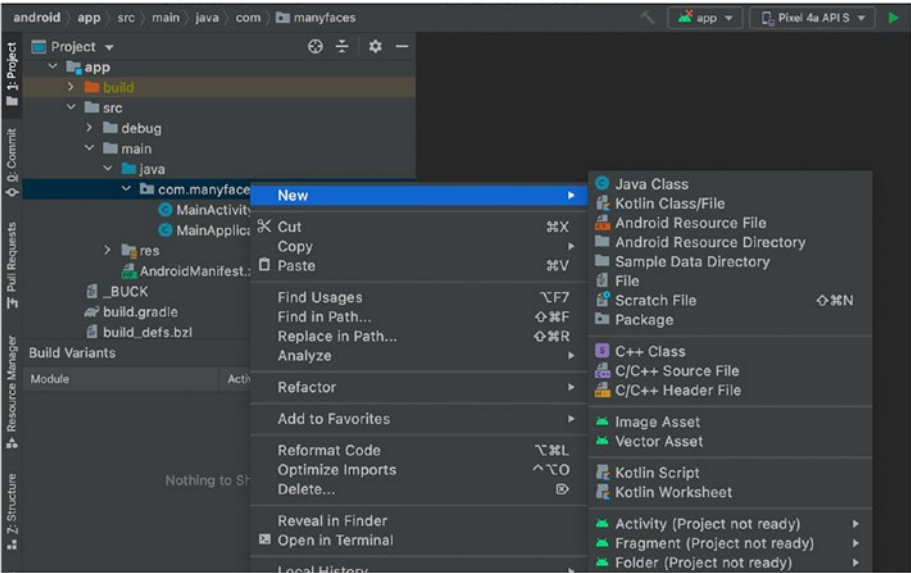 android > app > src > main > java > com > manyfaces
app
Pixel 4a API S
1: Project
Project
app
build
src
debug
main
java
com.manyface
MainActivity
MainApplica
res
AndroidManifest.
_BUCK
build.gradle
build_defs.bzl
0: Commit
Pull Requests
Resource Manager
Z: Structure
Build Variants
Module Activ
Nothing to Sh
New
Cut ⌘X
Copy
Paste ⌘V
Find Usages ⌥F7
Find in Path... ⇧⌘F
Replace in Path... ⇧⌘R
Analyze
Refactor
Add to Favorites
Reformat Code ⌥⌘L
Optimize Imports ^⌥O
Delete... ⌦
Reveal in Finder
Open in Terminal
Local History
Java Class
Kotlin Class/File
Android Resource File
Android Resource Directory
Sample Data Directory
File
Scratch File ⇧⌘N
Package
C++ Class
C/C++ Source File
C/C++ Header File
Image Asset
Vector Asset
Kotlin Script
Kotlin Worksheet
Activity (Project not ready)
Fragment (Project not ready)
Folder (Project not ready)